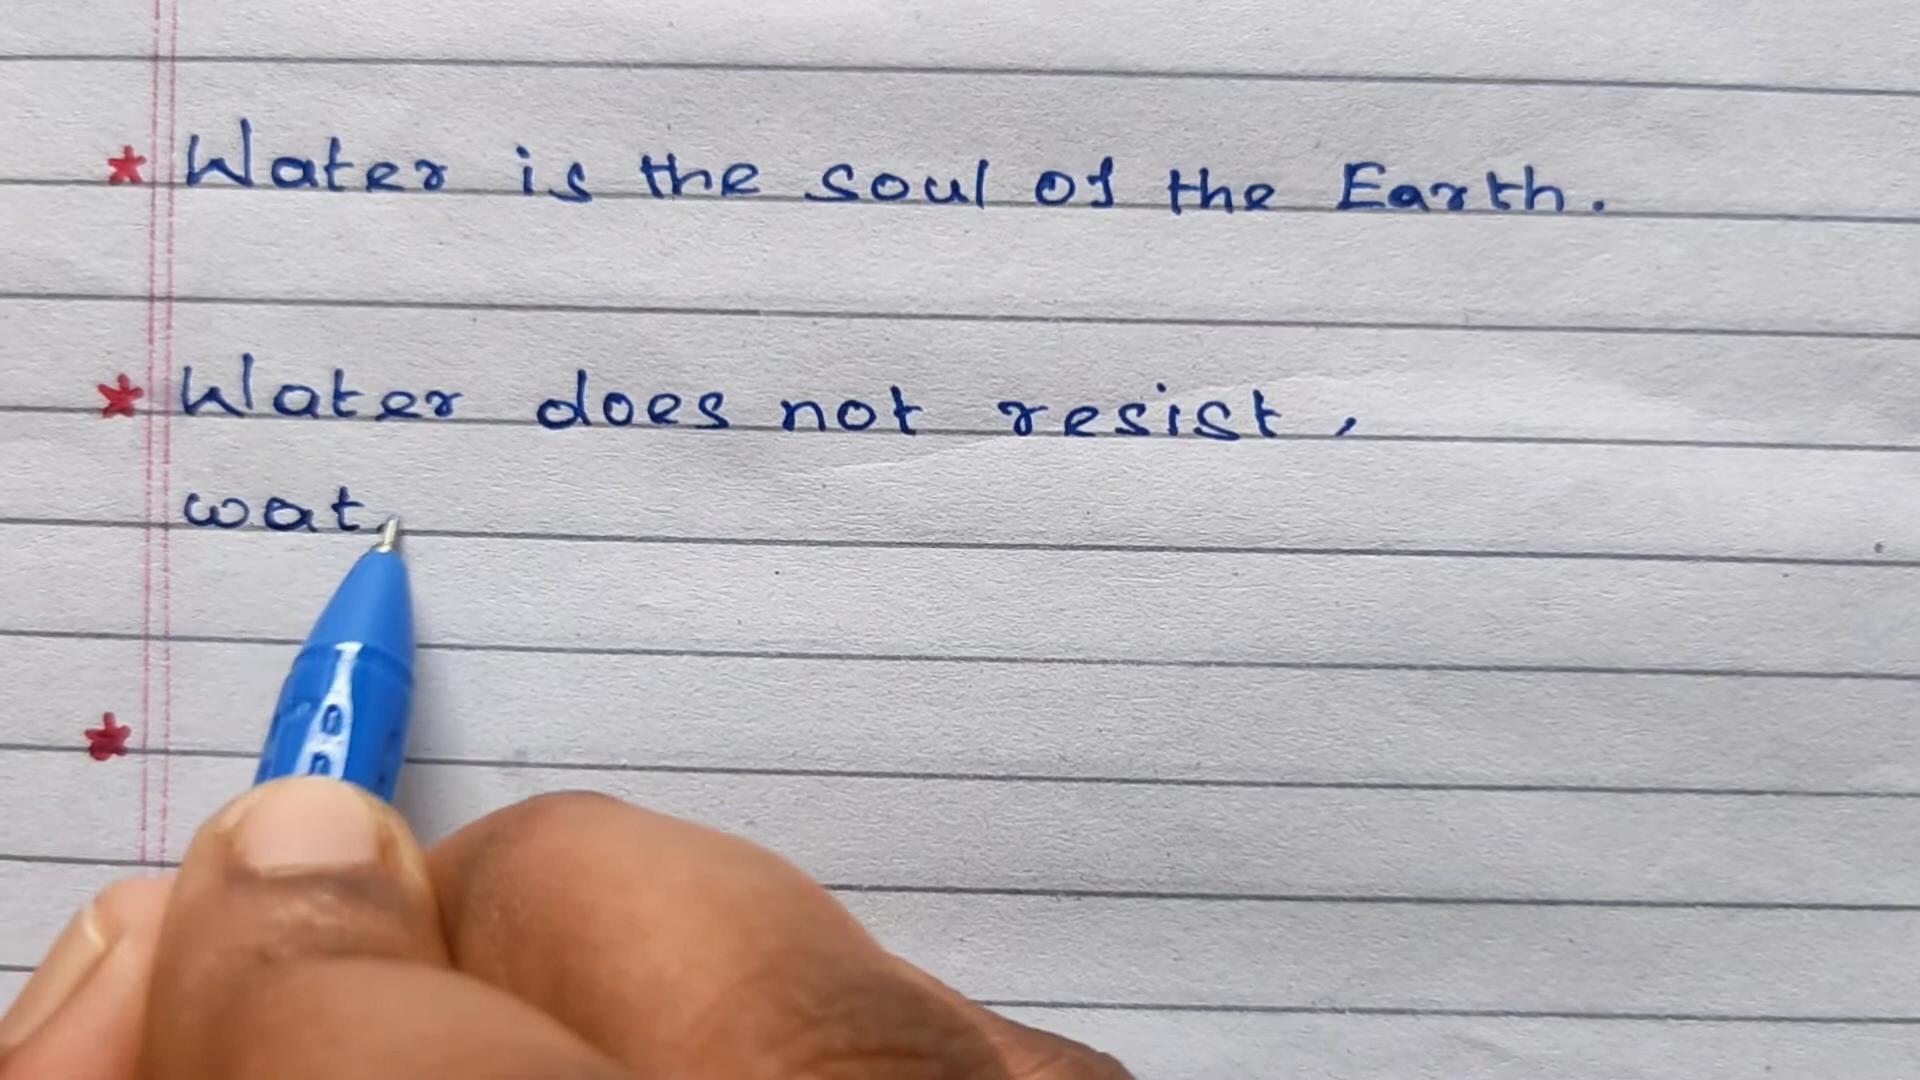 Water is the soul of the Earth.
Water does not resist,
wat